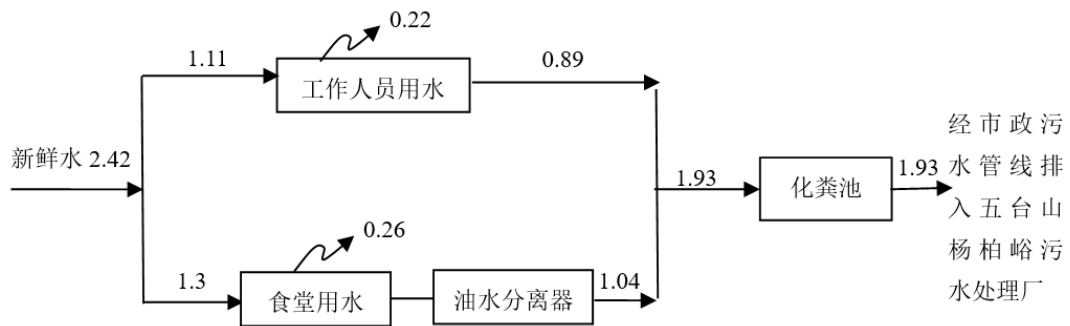 0.22
1.11
工作人员用水
0.89
新鲜水 2.42
1.93
化粪池
1.93
经市政污
水管线排
入五台山
杨柏峪污
水处理厂
0.26
1.3
食堂用水
油水分离器
1.04